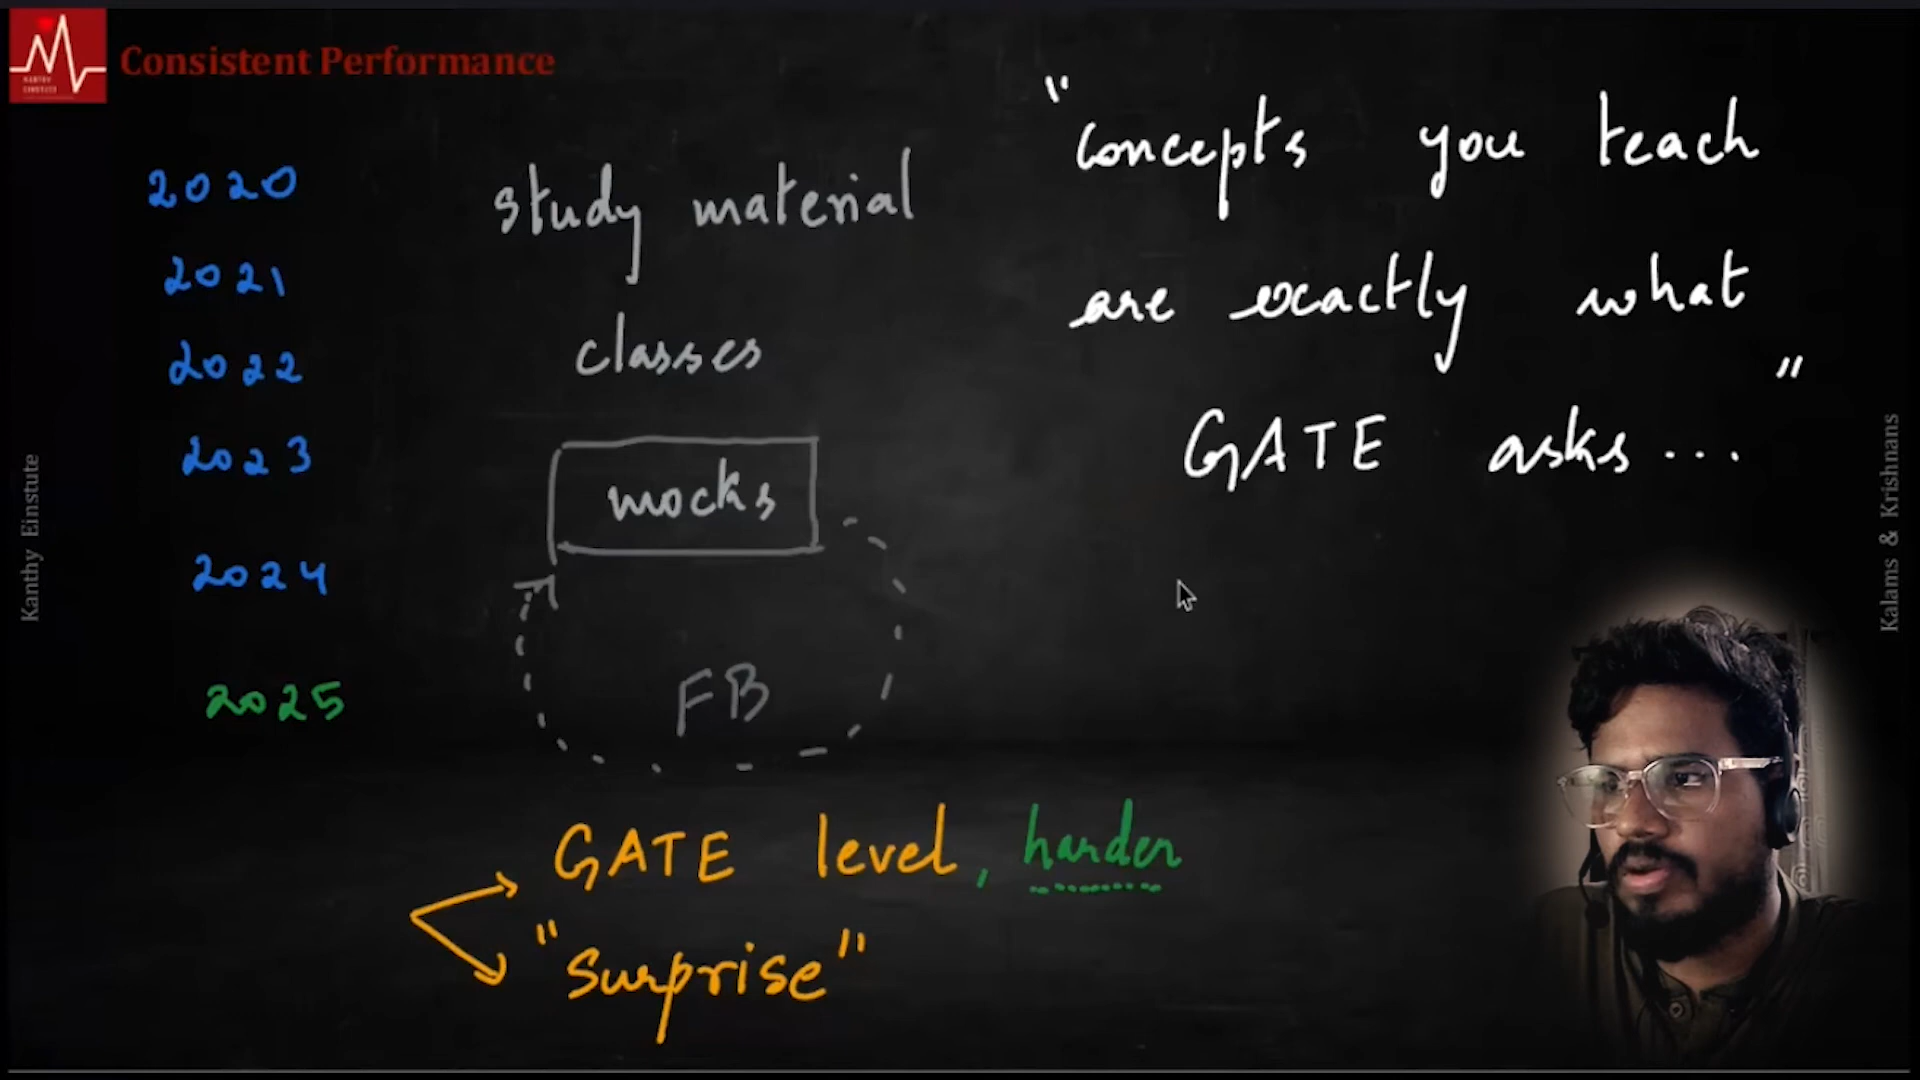 Consistent Performance
2020
2021
2022
2023
2024
2025
study material
classes
mocks
FB
GATE level, harder
"surprise"
"concepts you teach
are exactly what
GATE asks..."
Kanthy Einstute
Kalams & Krishnans